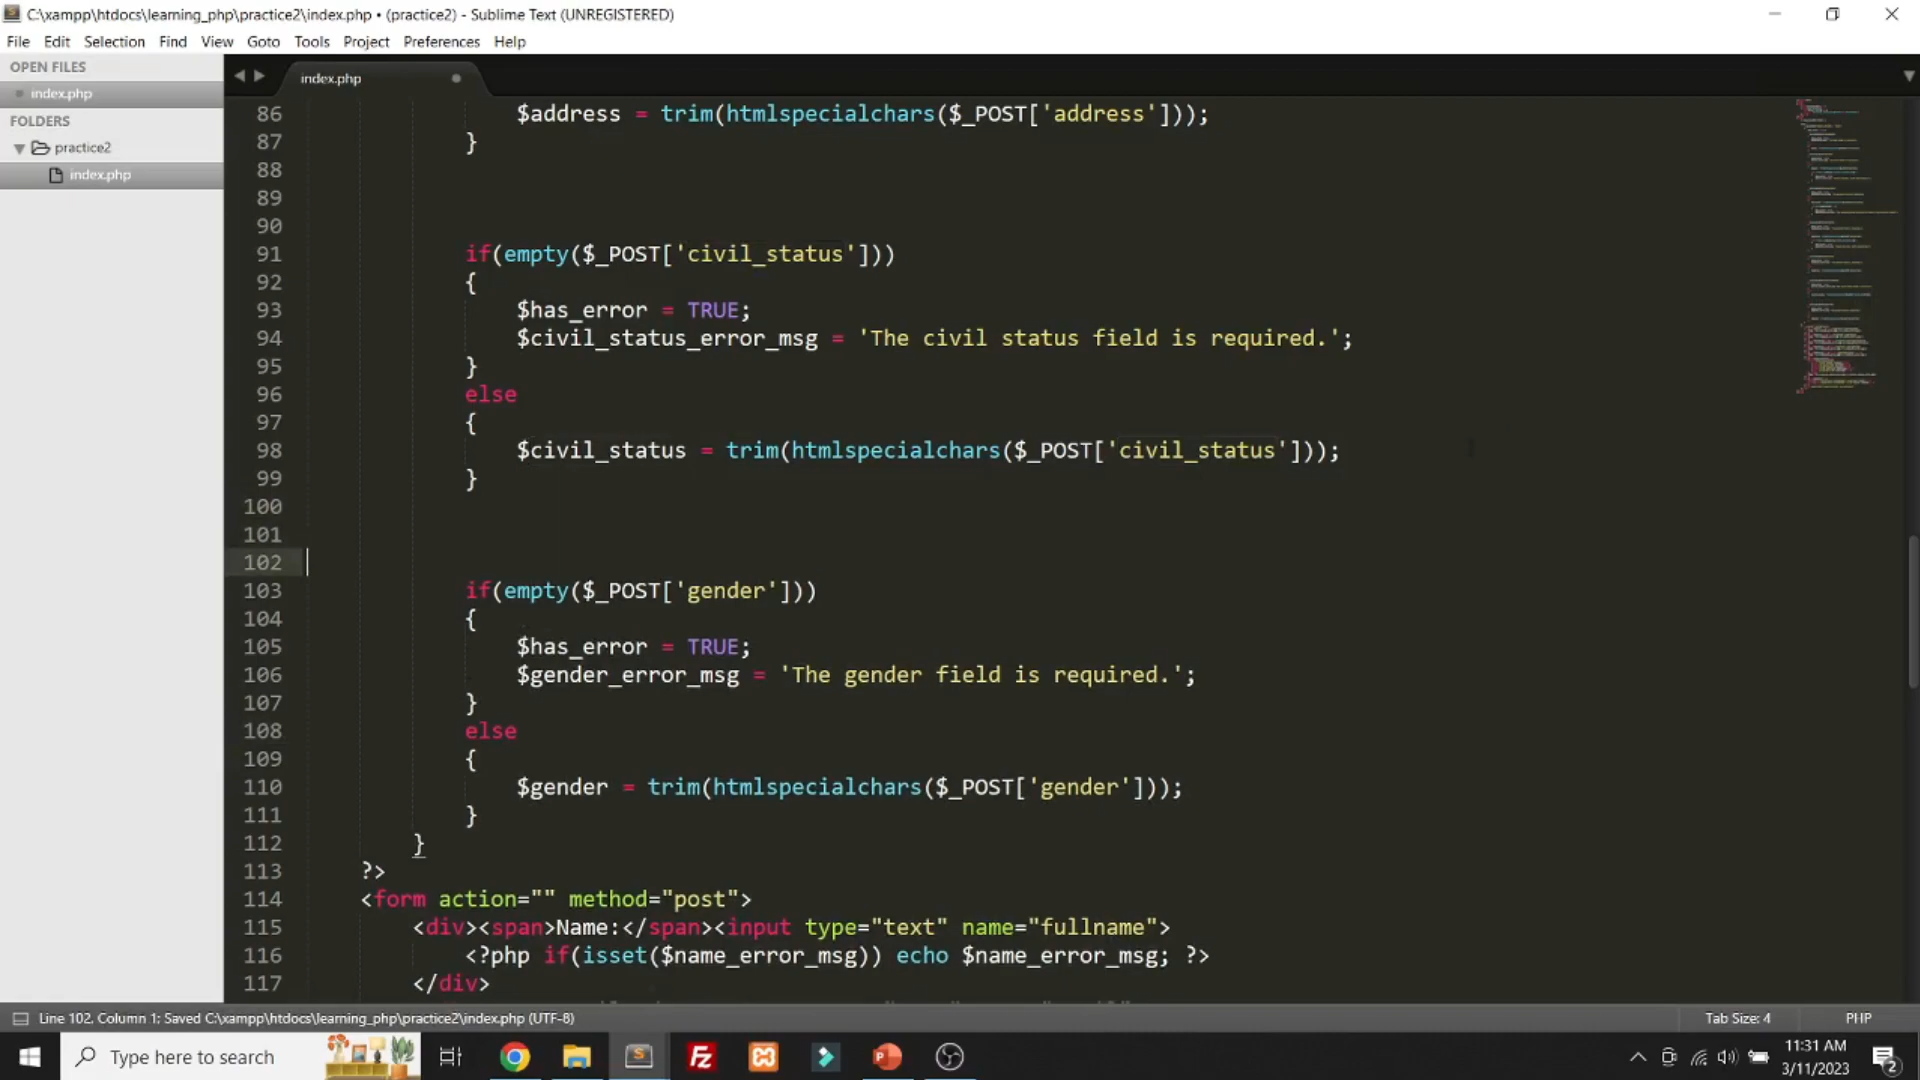 C:\xampp\htdocs\learning_php\practice2\index.php • (practice2) - Sublime Text (UNREGISTERED)
File Edit Selection Find View Goto Tools Project Preferences Help
OPEN FILES
index.php
FOLDERS
practice2
index.php
index.php
86 $address = trim(htmlspecialchars($_POST['address']));
87 }
88
89
90
91 if(empty($_POST['civil_status']))
92 {
93 $has_error = TRUE;
94 $civil_status_error_msg = 'The civil status field is required.';
95 }
96 else
97 {
98 $civil_status = trim(htmlspecialchars($_POST['civil_status']));
99 }
100
101
102
103 if(empty($_POST['gender']))
104 {
105 $has_error = TRUE;
106 $gender_error_msg = 'The gender field is required.';
107 }
108 else
109 {
110 $gender = trim(htmlspecialchars($_POST['gender']));
111 }
112 }
113 ?>
114 <form action="" method="post">
115 <div><span>Name:</span><input type="text" name="fullname">
116 <?php if(isset($name_error_msg)) echo $name_error_msg; ?>
117 </div>
Line 102, Column 1; Saved C:\xampp\htdocs\learning_php\practice2\index.php (UTF-8)
Tab Size: 4
PHP
Type here to search
11:31 AM
3/11/2023
2